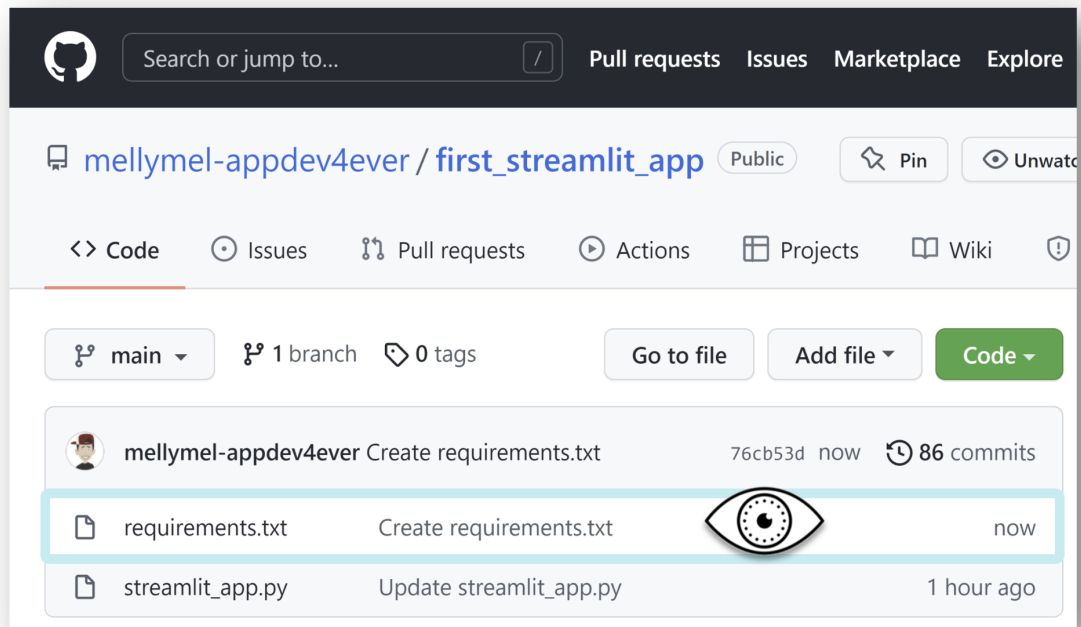 Search or jump to... / Pull requests Issues Marketplace Explore
mellymel-appdev4ever / first_streamlit_app Public Pin
Code Issues Pull requests Actions Projects Wiki
main 1 branch 0 tags Go to file Add file Code
mellymel-appdev4ever Create requirements.txt 76cb53d now 86 commits
requirements.txt Create requirements.txt now
streamlit_app.py Update streamlit_app.py 1 hour ago